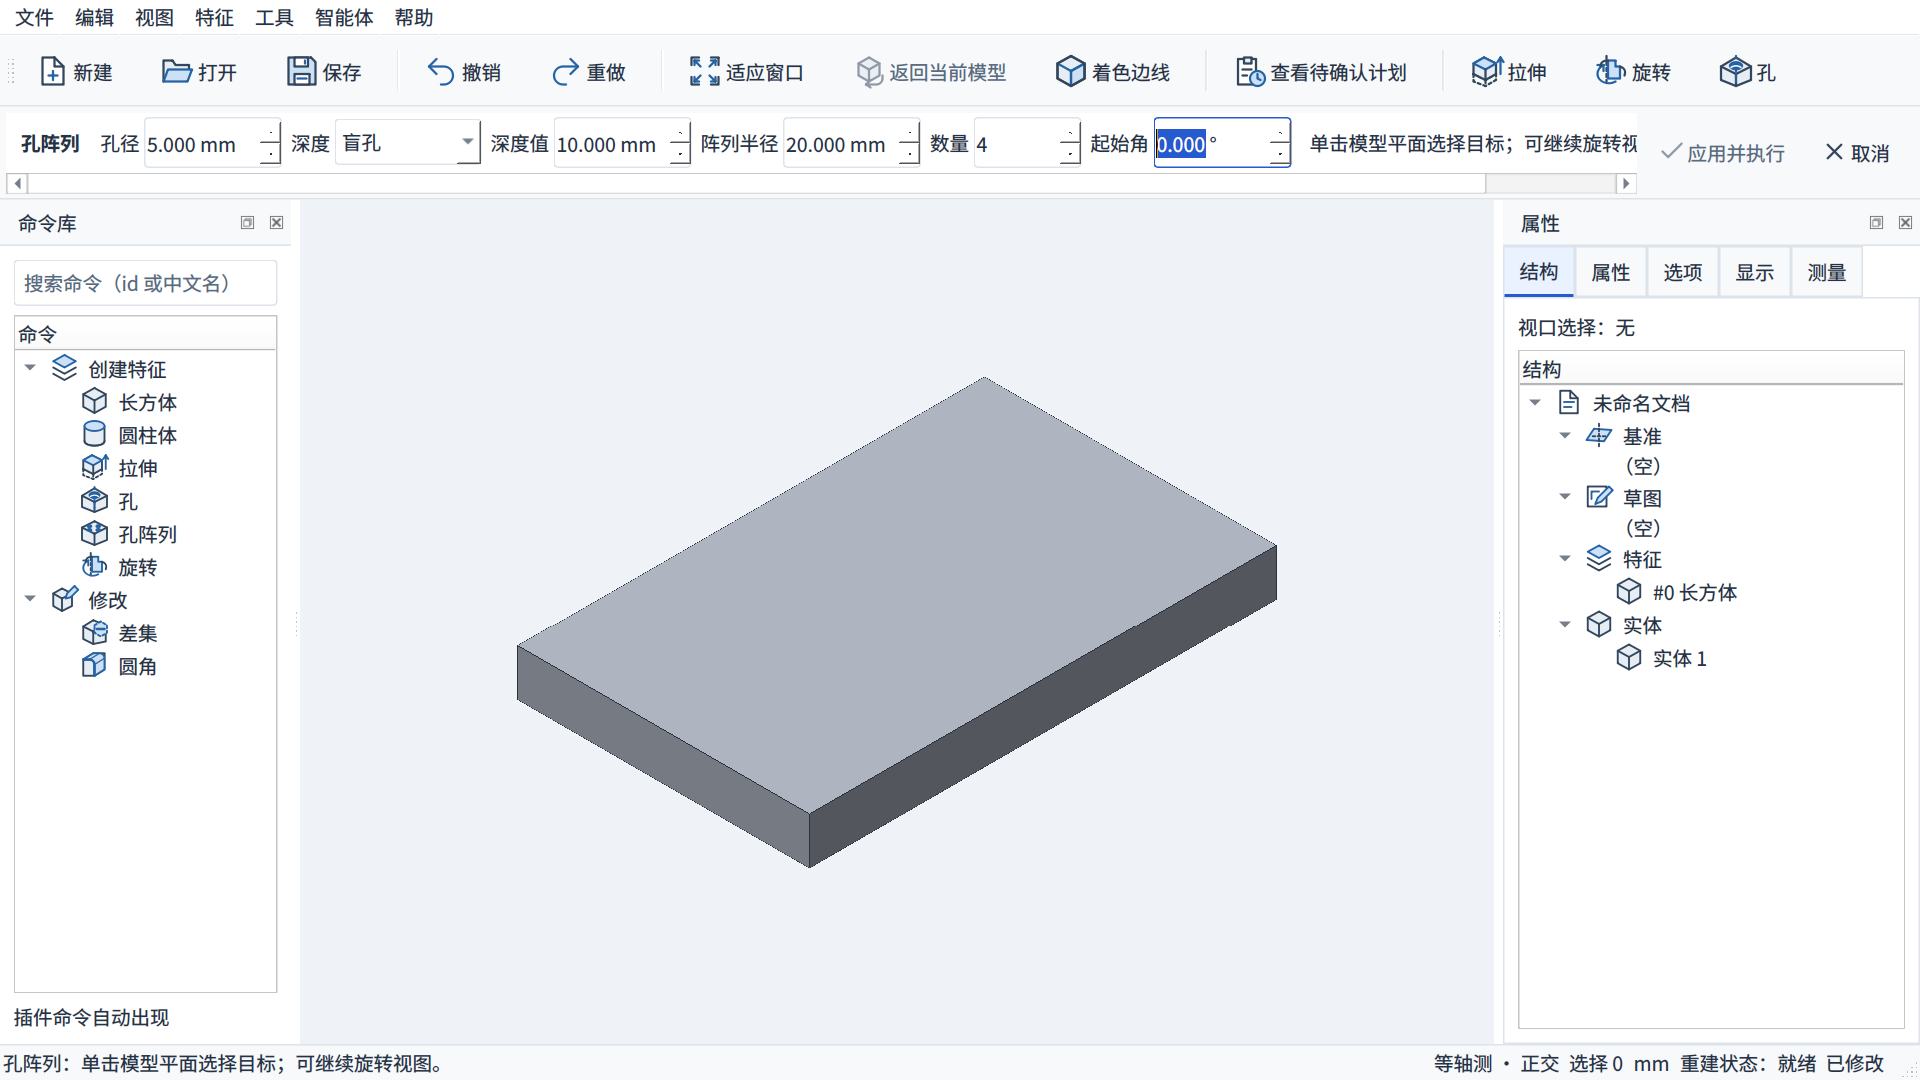 文件 编辑 视图 特征 工具 智能体 帮助
新建 打开 保存 撤销 重做 适应窗口 返回当前模型 着色边线 查看待确认计划 拉伸 旋转 孔
孔阵列 孔径 5.000 mm 深度 盲孔 深度值 10.000 mm 阵列半径 20.000 mm 数量 4 起始角 0.000 ° 单击模型平面选择目标；可继续旋转视 应用并执行 取消
命令库
搜索命令（id 或中文名）
命令
创建特征
长方体
圆柱体
拉伸
孔
孔阵列
旋转
修改
差集
圆角
插件命令自动出现
属性
结构 属性 选项 显示 测量
视口选择：无
结构
未命名文档
基准
（空）
草图
（空）
特征
#0 长方体
实体
实体 1
孔阵列：单击模型平面选择目标；可继续旋转视图。
等轴测 · 正交 选择 0 mm 重建状态：就绪 已修改